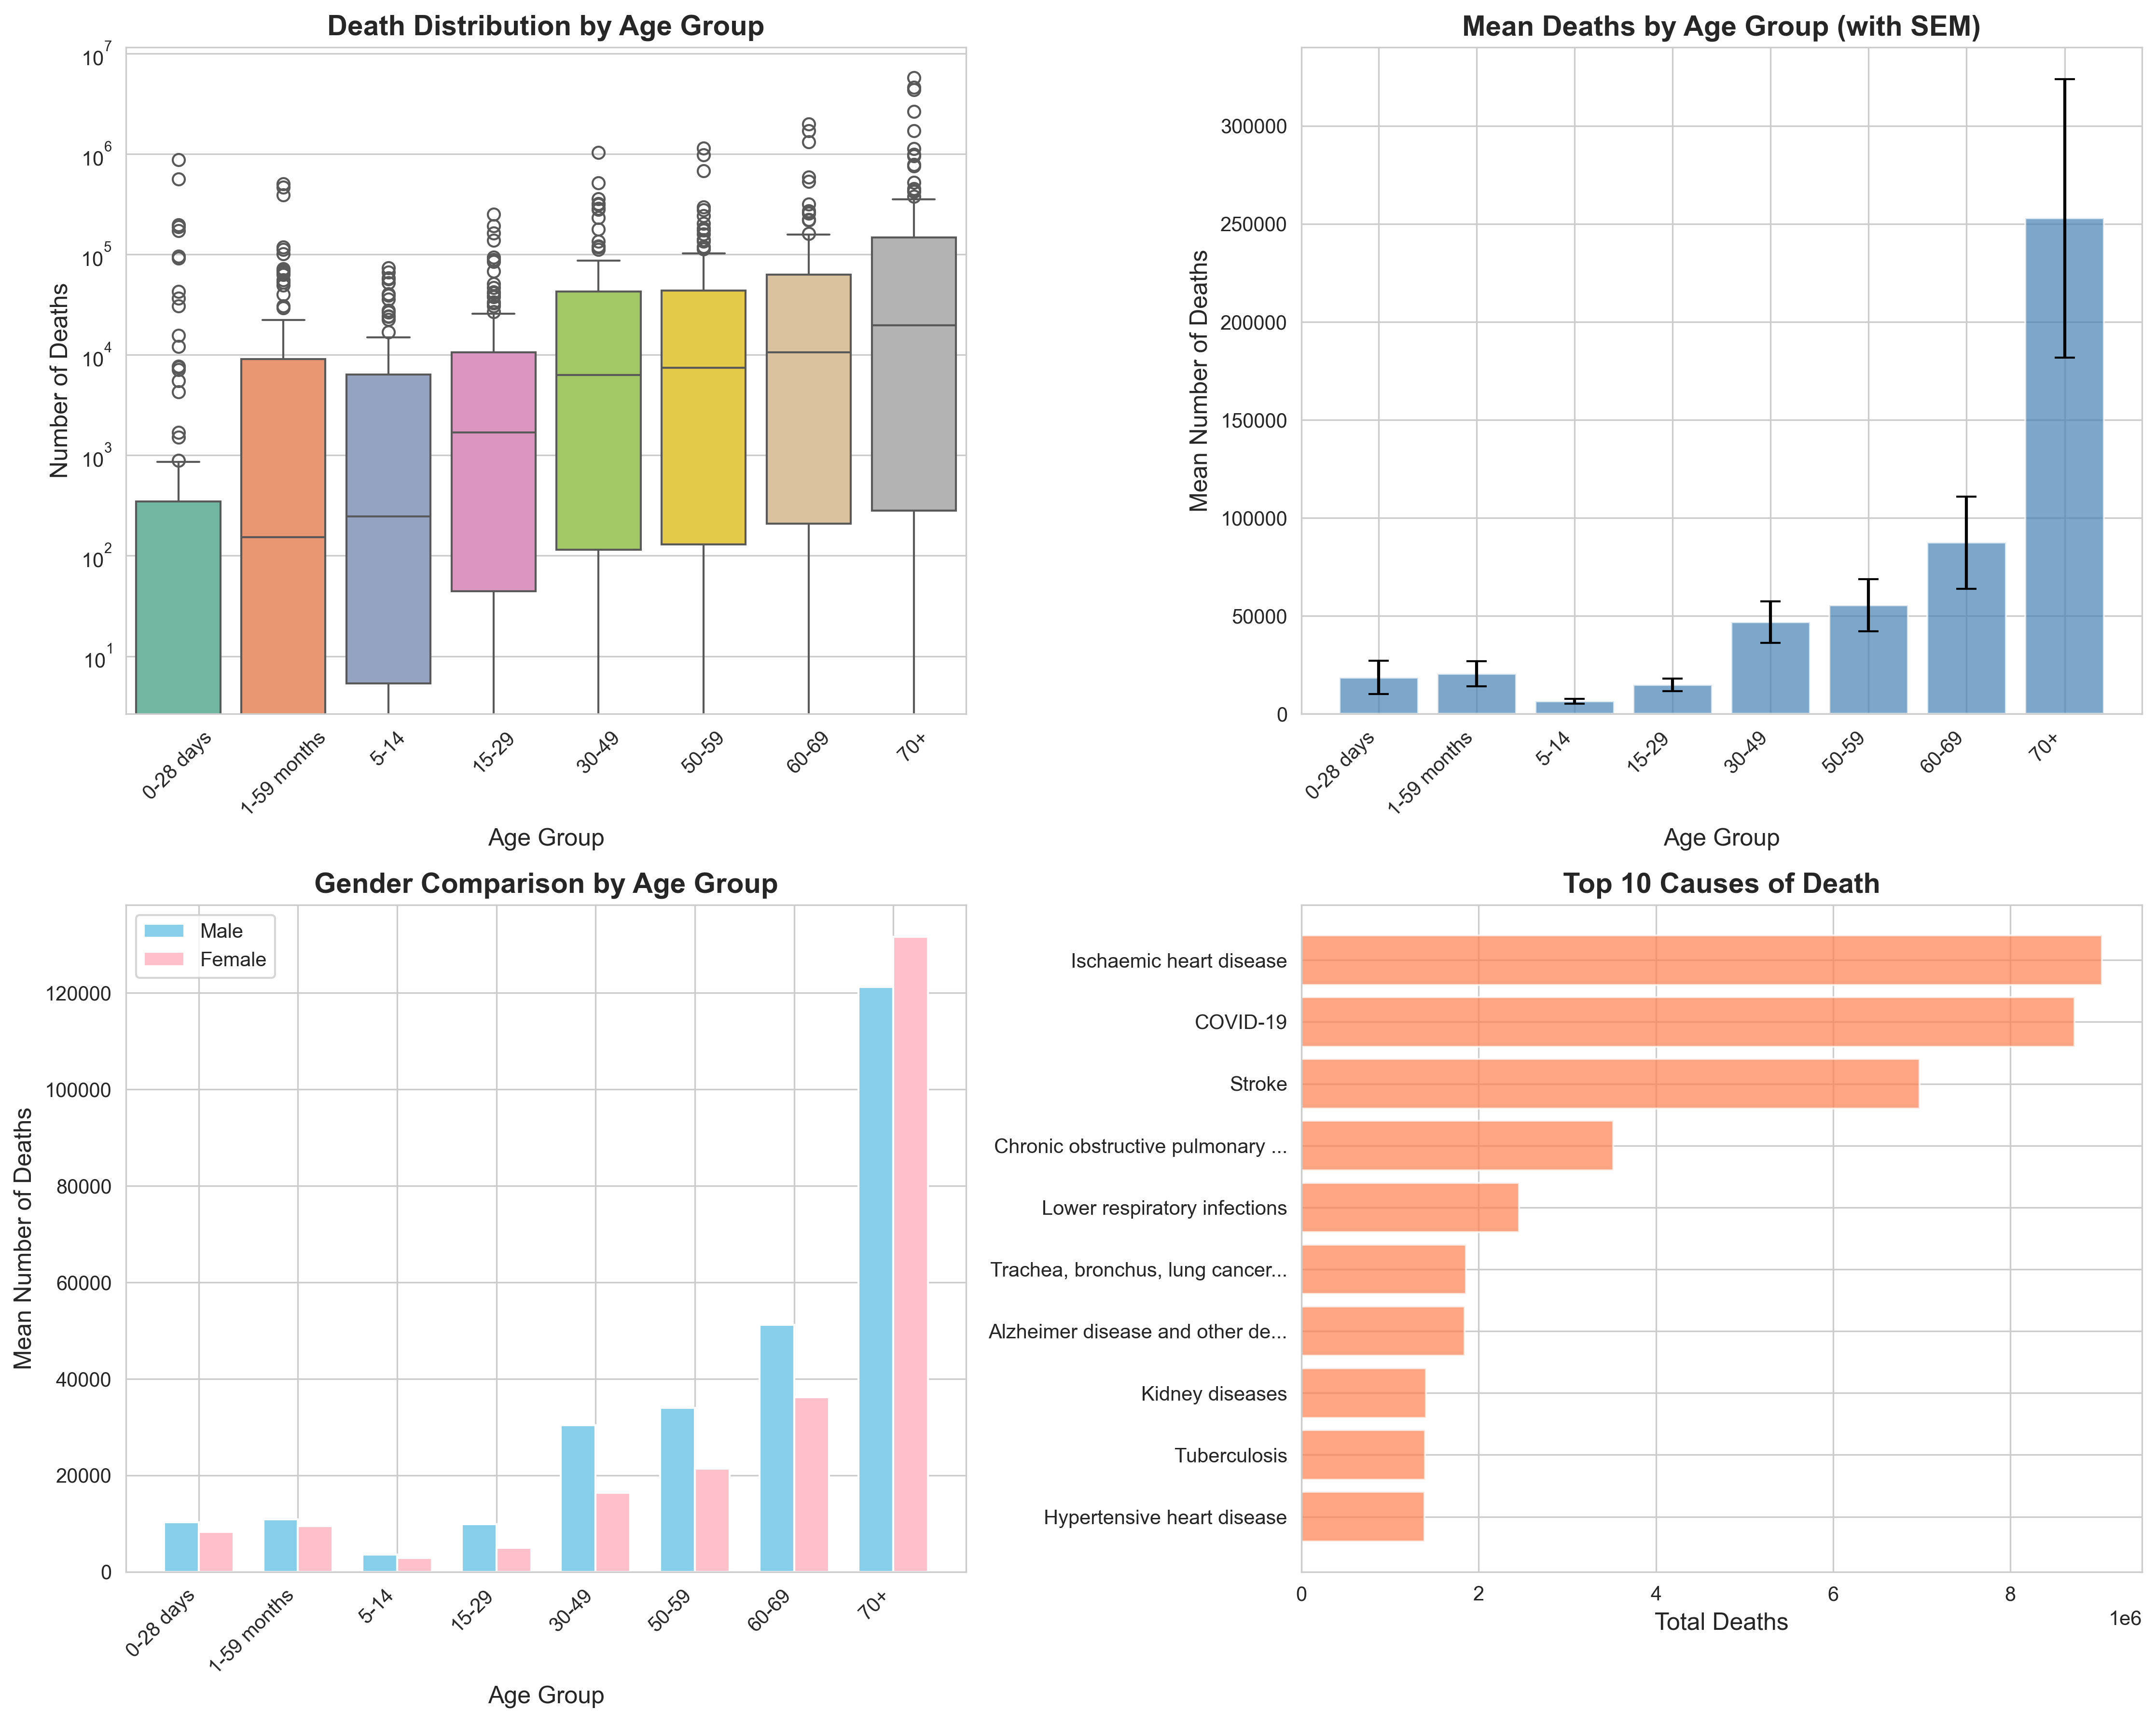 Death Distribution by Age Group
Number of Deaths
10^7
10^6
10^5
10^4
10^3
10^2
10^1
0-28 days
1-59 months
5-14
15-29
30-49
50-59
60-69
70+
Age Group
Mean Deaths by Age Group (with SEM)
Mean Number of Deaths
300000
250000
200000
150000
100000
50000
0
0-28 days
1-59 months
5-14
15-29
30-49
50-59
60-69
70+
Age Group
Gender Comparison by Age Group
Male
Female
Mean Number of Deaths
120000
100000
80000
60000
40000
20000
0
0-28 days
1-59 months
5-14
15-29
30-49
50-59
60-69
70+
Age Group
Top 10 Causes of Death
Ischaemic heart disease
COVID-19
Stroke
Chronic obstructive pulmonary ...
Lower respiratory infections
Trachea, bronchus, lung cancer...
Alzheimer disease and other de...
Kidney diseases
Tuberculosis
Hypertensive heart disease
0
2
4
6
8
1e6
Total Deaths